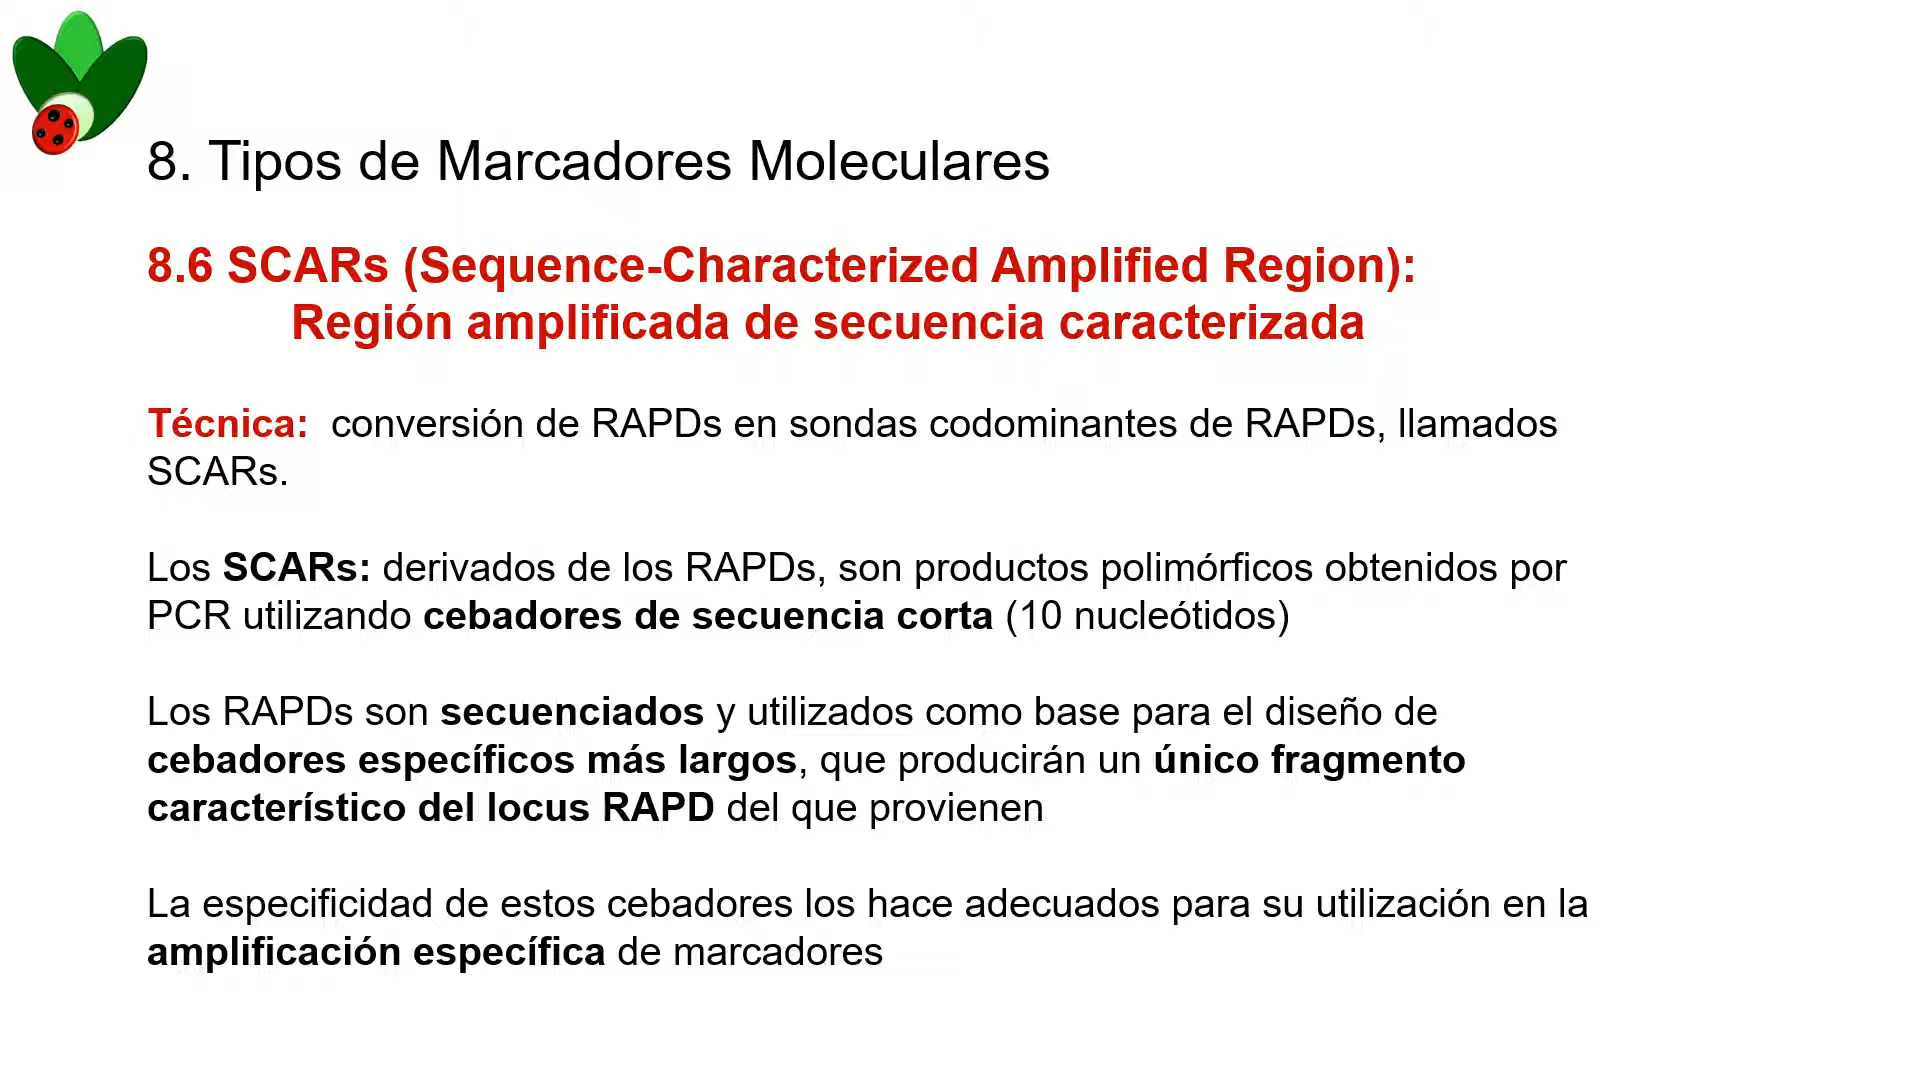 8. Tipos de Marcadores Moleculares
8.6 SCARs (Sequence-Characterized Amplified Region):
Región amplificada de secuencia caracterizada
Técnica: conversión de RAPDs en sondas codominantes de RAPDs, llamados
SCARs.
Los SCARs: derivados de los RAPDs, son productos polimórficos obtenidos por
PCR utilizando cebadores de secuencia corta (10 nucleótidos)
Los RAPDs son secuenciados y utilizados como base para el diseño de
cebadores específicos más largos, que producirán un único fragmento
característico del locus RAPD del que provienen
La especificidad de estos cebadores los hace adecuados para su utilización en la
amplificación específica de marcadores